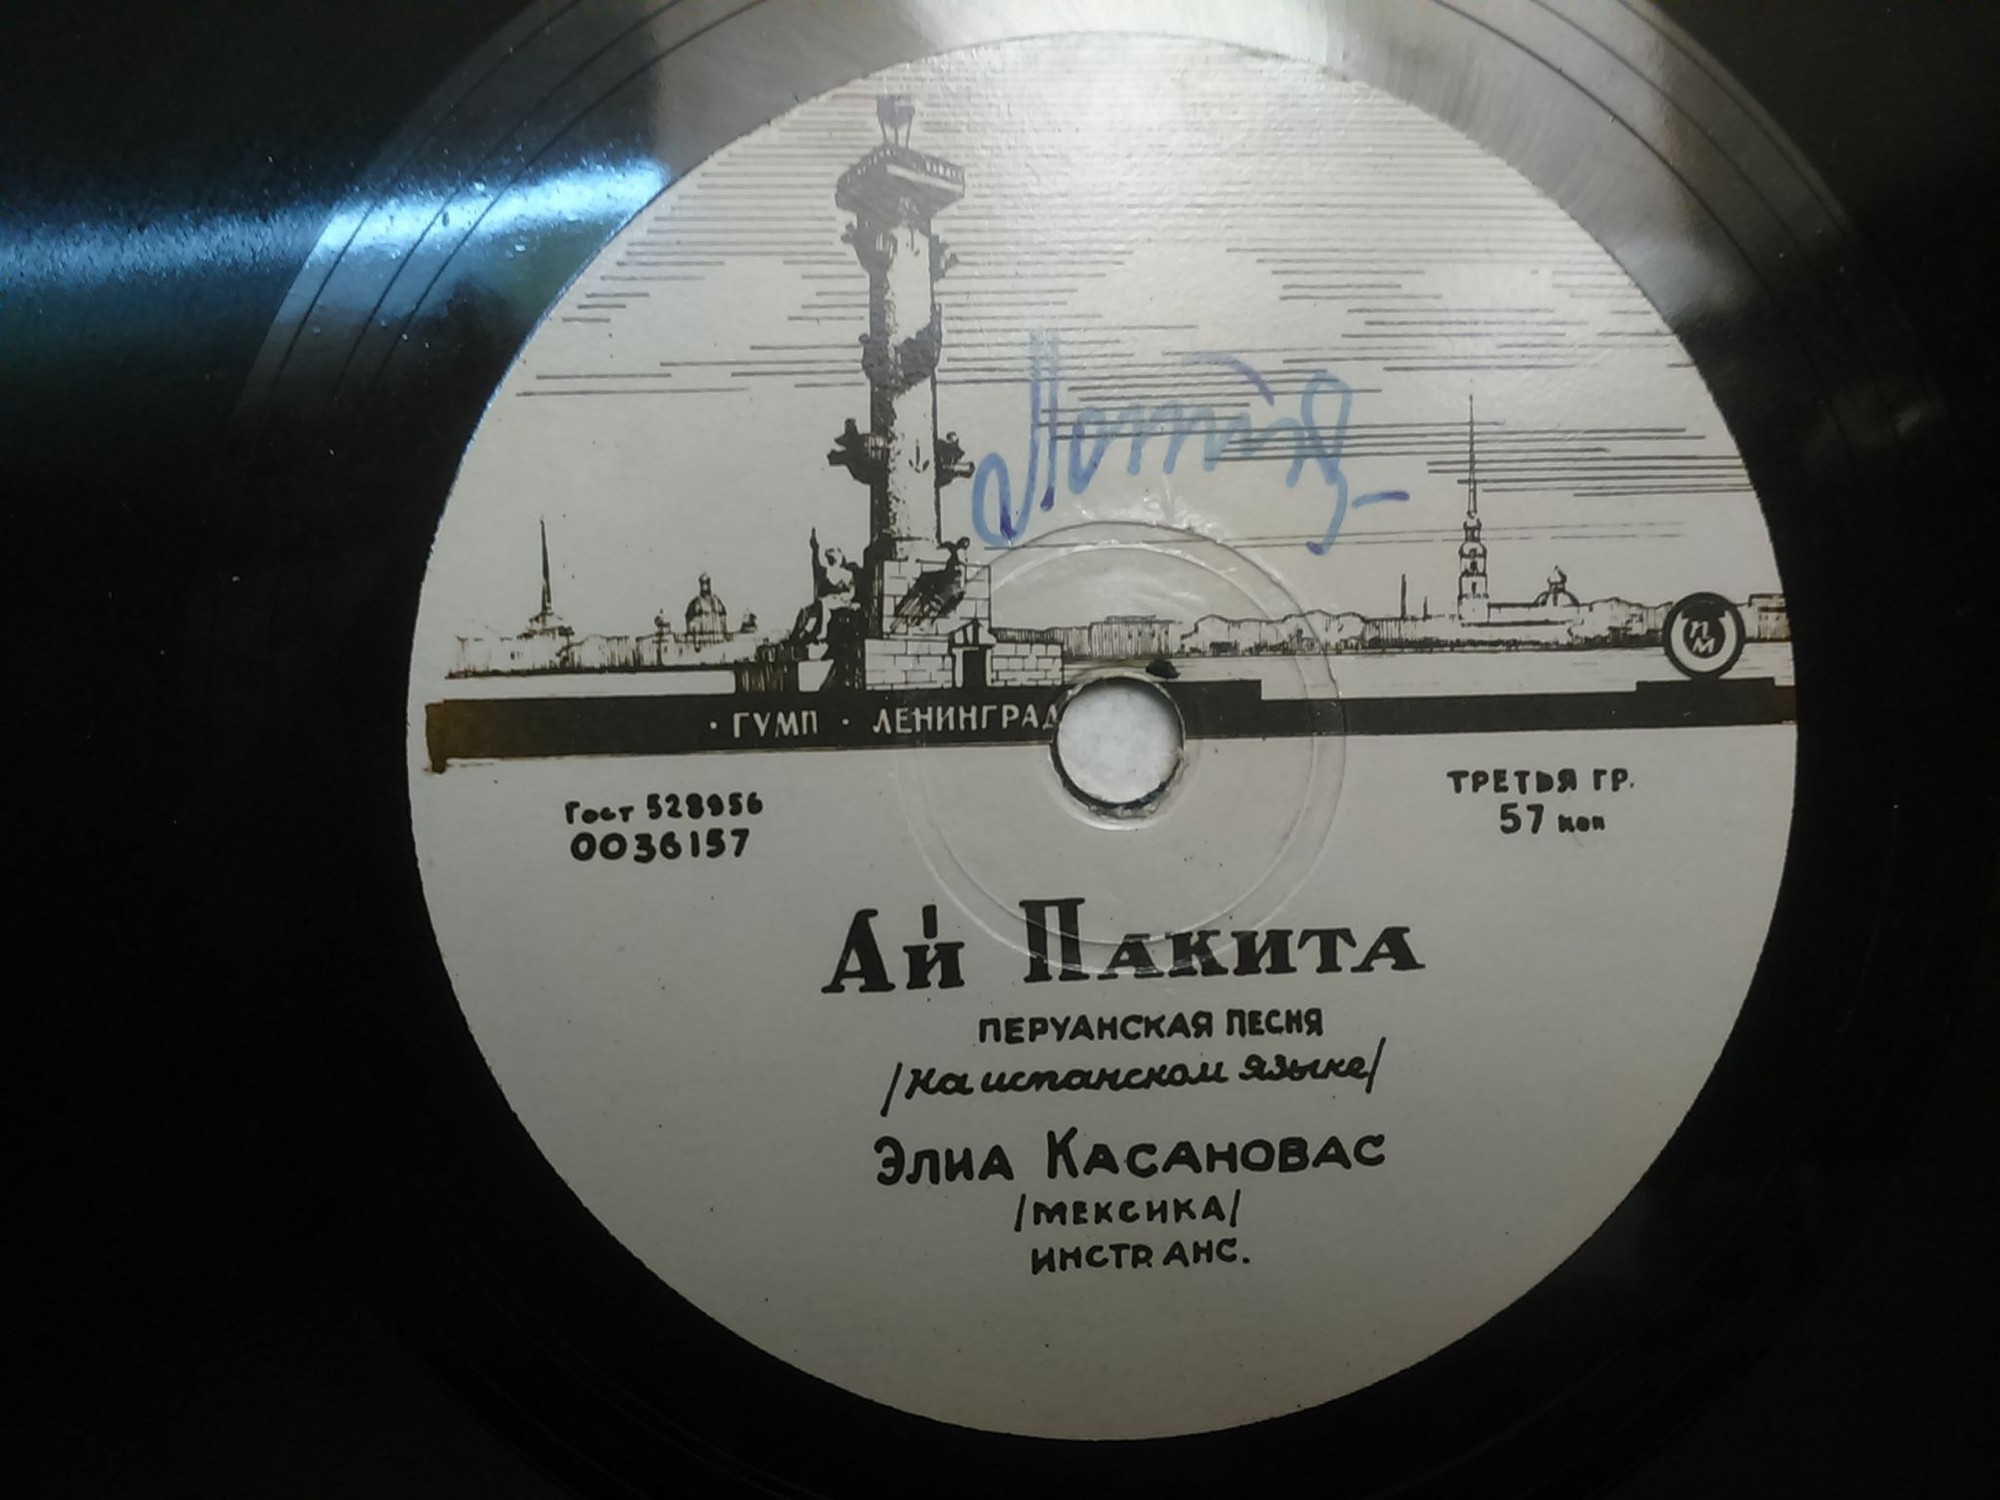 ПМ
· ГУМП · ЛЕНИНГРАД
Гост 528956
0036157
ТРЕТЬЯ ГР.
57 коп
Ай Пакита
ПЕРУАНСКАЯ ПЕСНЯ
/на испанском языке/
Элиа Касановас
/МЕКСИКА/
ИНСТР. АНС.